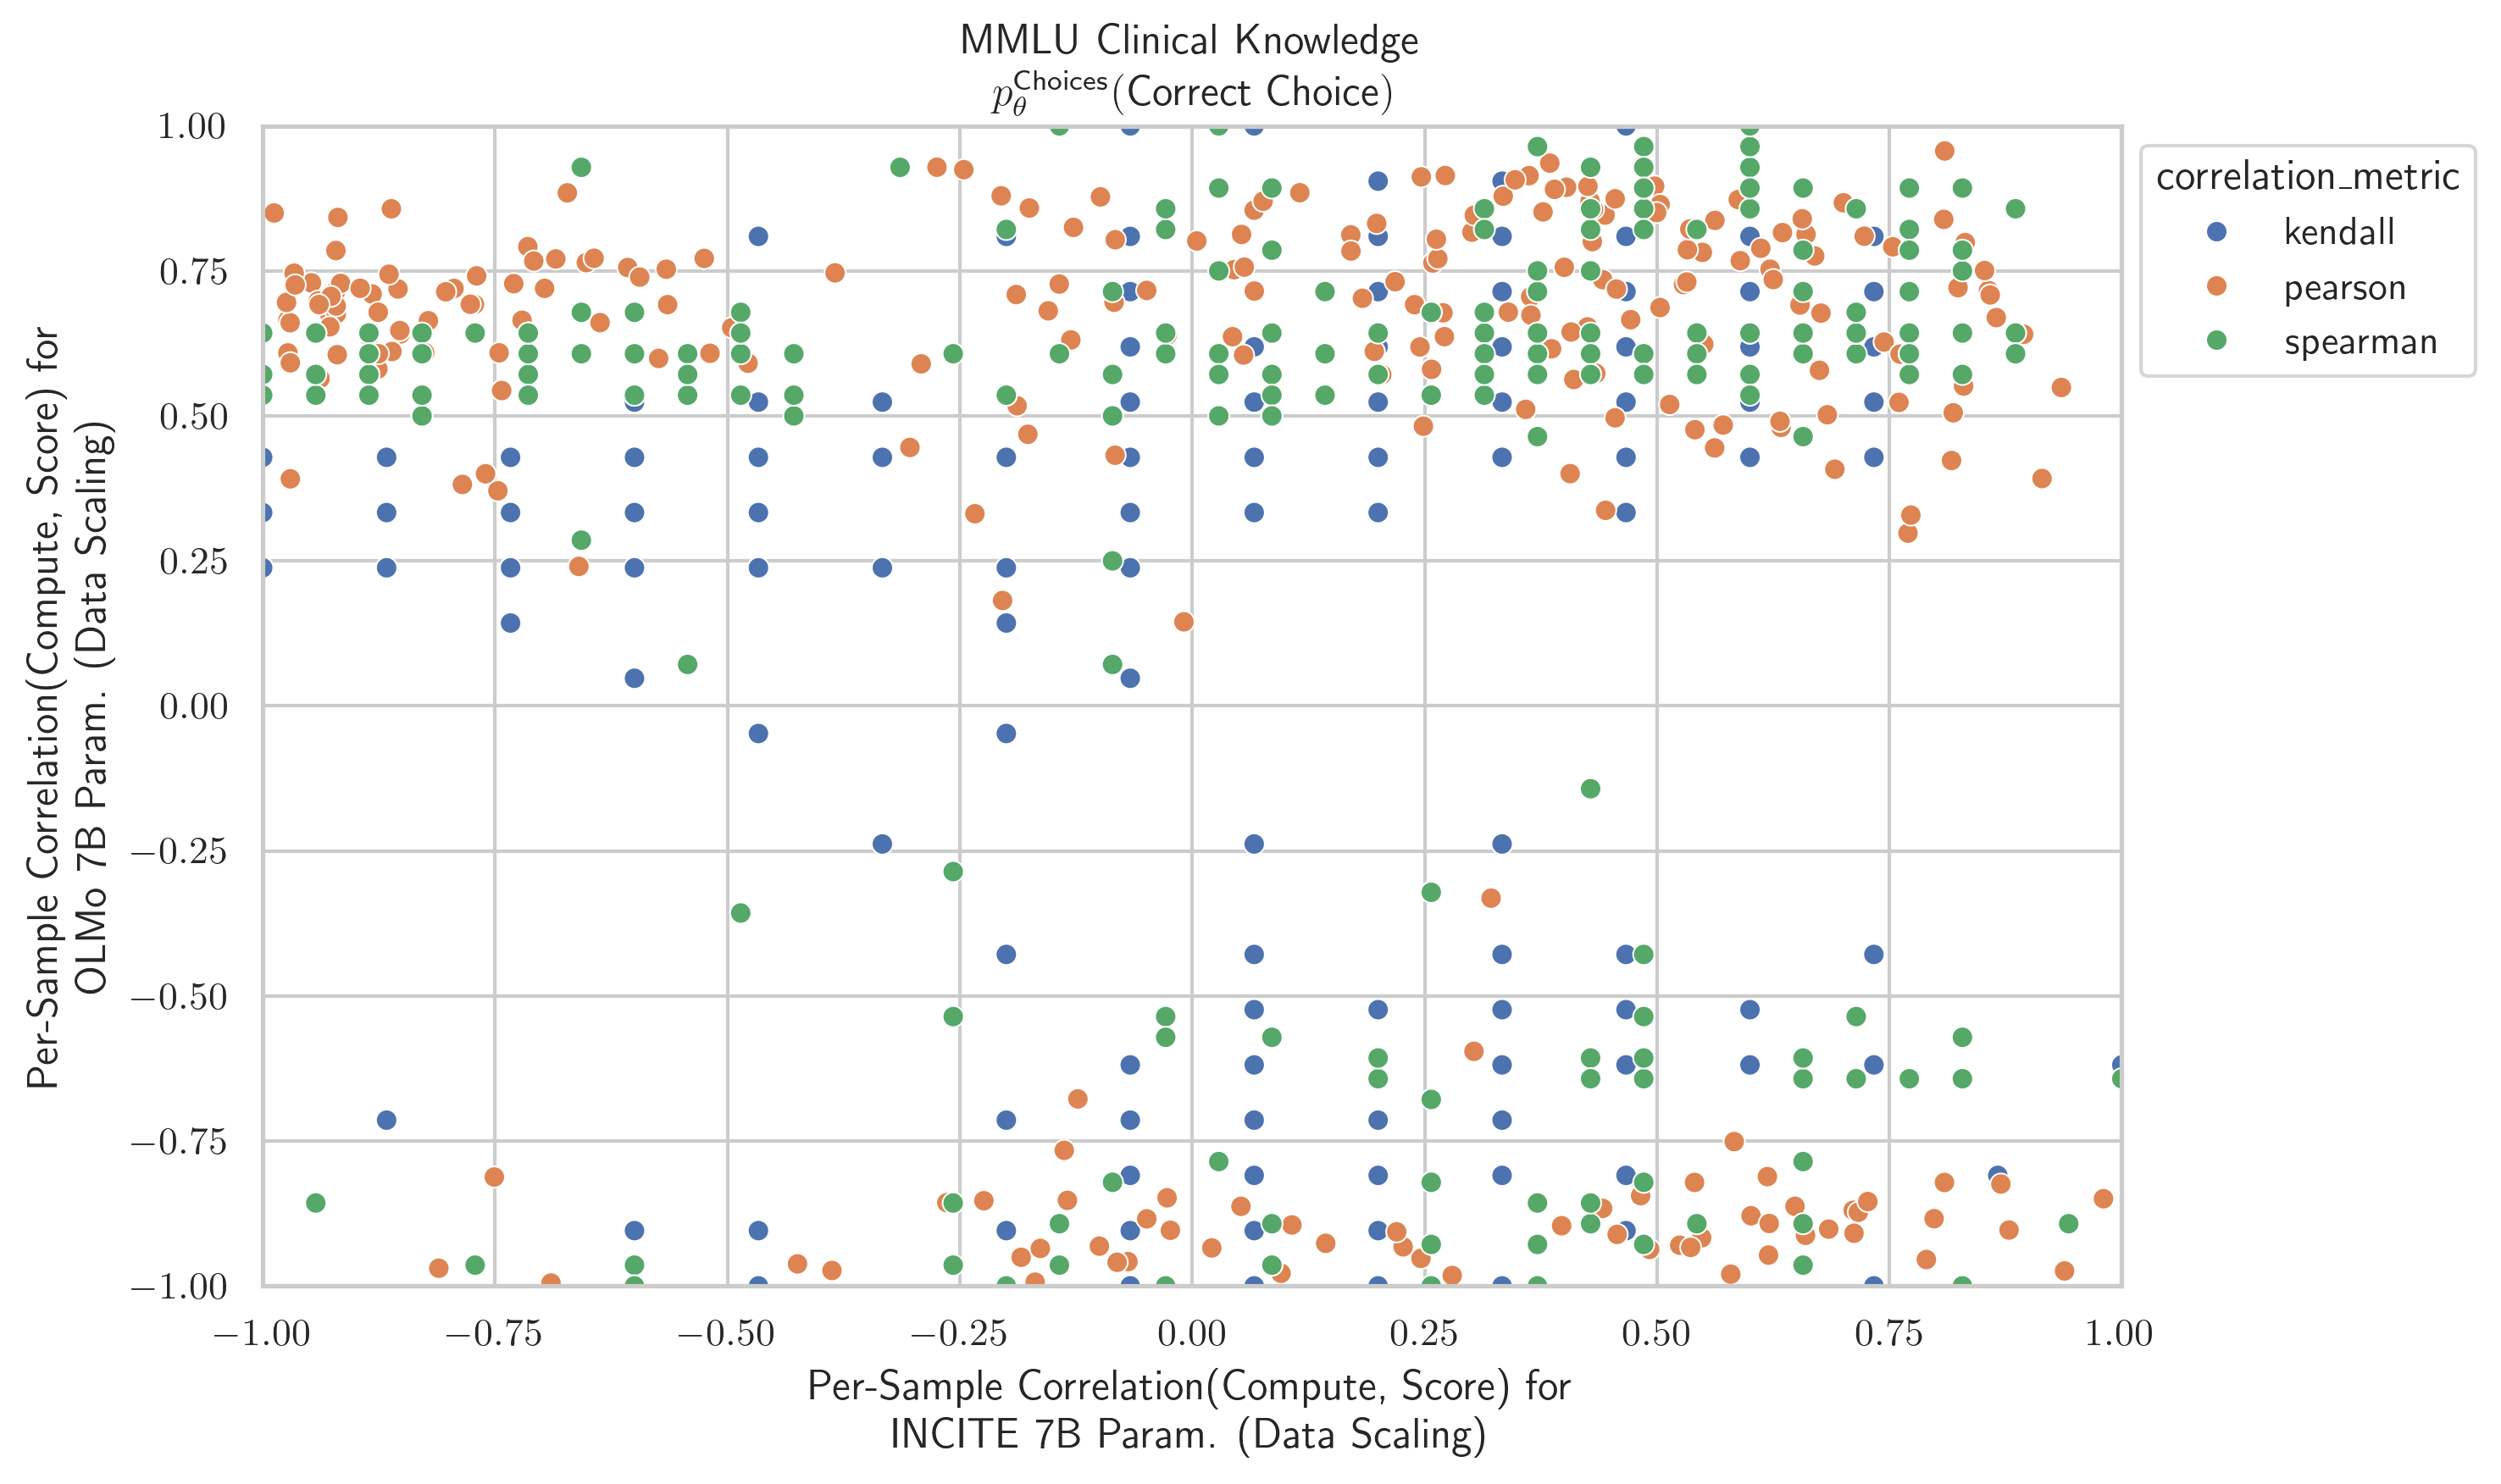 MMLU Clinical Knowledge
p_θ^Choices(Correct Choice)
1.00
0.75
0.50
0.25
0.00
−0.25
−0.50
−0.75
−1.00
Per-Sample Correlation(Compute, Score) for
OLMo 7B Param. (Data Scaling)
−1.00
−0.75
−0.50
−0.25
0.00
0.25
0.50
0.75
1.00
Per-Sample Correlation(Compute, Score) for
INCITE 7B Param. (Data Scaling)
correlation_metric
kendall
pearson
spearman